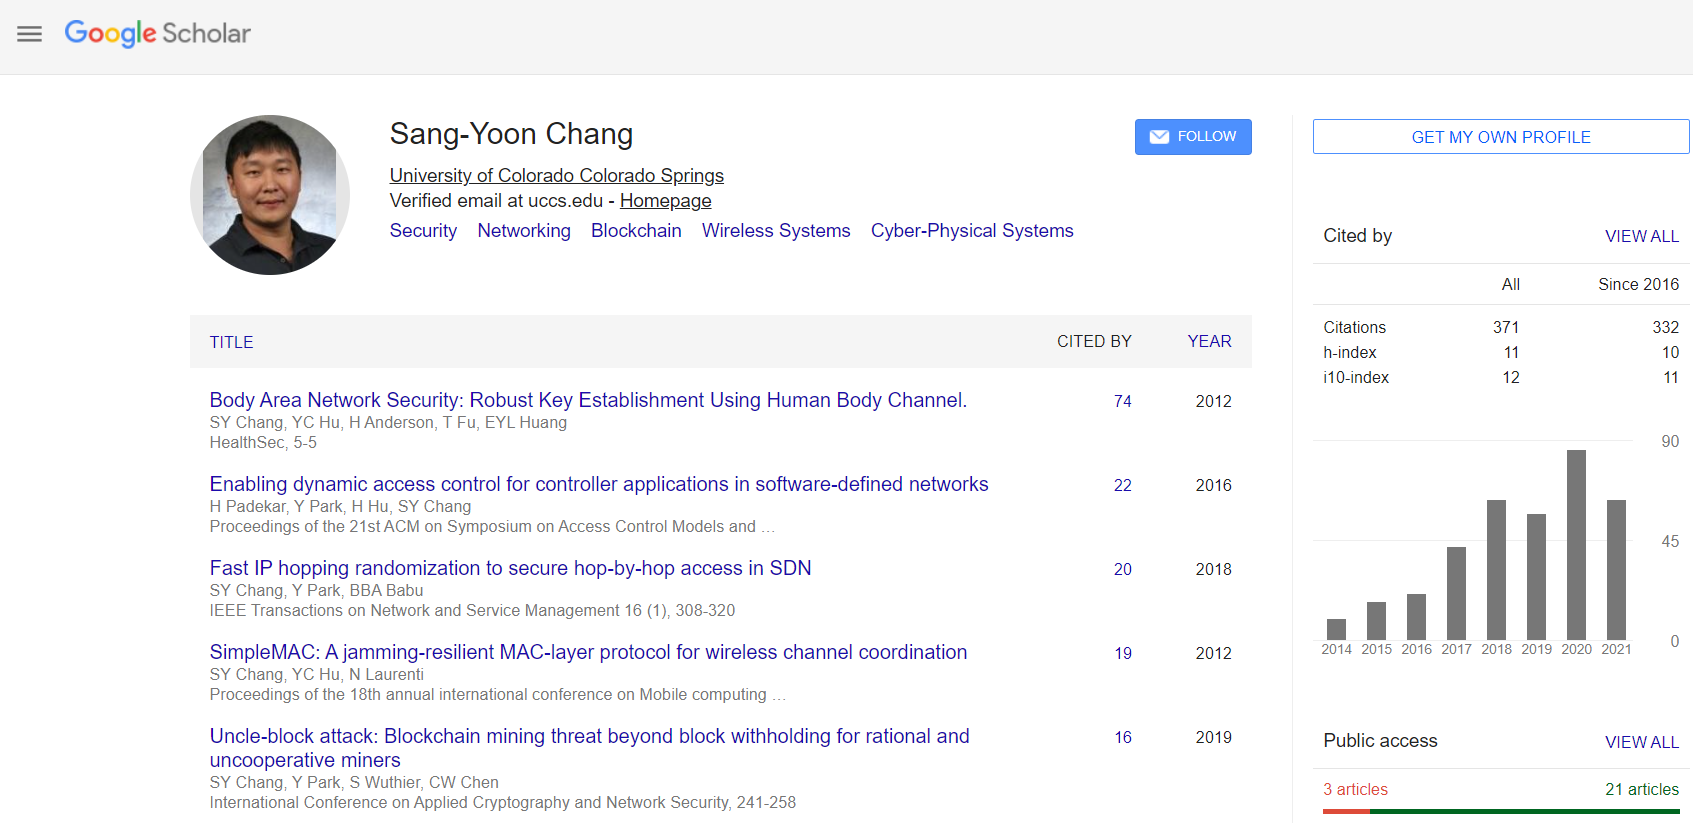 Google Scholar
Sang-Yoon Chang
FOLLOW
University of Colorado Colorado Springs
Verified email at uccs.edu - Homepage
Security Networking Blockchain Wireless Systems Cyber-Physical Systems
TITLE CITED BY YEAR
Body Area Network Security: Robust Key Establishment Using Human Body Channel. 74 2012
SY Chang, YC Hu, H Anderson, T Fu, EYL Huang
HealthSec, 5-5
Enabling dynamic access control for controller applications in software-defined networks 22 2016
H Padekar, Y Park, H Hu, SY Chang
Proceedings of the 21st ACM on Symposium on Access Control Models and …
Fast IP hopping randomization to secure hop-by-hop access in SDN 20 2018
SY Chang, Y Park, BBA Babu
IEEE Transactions on Network and Service Management 16 (1), 308-320
SimpleMAC: A jamming-resilient MAC-layer protocol for wireless channel coordination 19 2012
SY Chang, YC Hu, N Laurenti
Proceedings of the 18th annual international conference on Mobile computing …
Uncle-block attack: Blockchain mining threat beyond block withholding for rational and 16 2019
uncooperative miners
SY Chang, Y Park, S Wuthier, CW Chen
International Conference on Applied Cryptography and Network Security, 241-258
GET MY OWN PROFILE
Cited by VIEW ALL
All Since 2016
Citations 371 332
h-index 11 10
i10-index 12 11
90
45
0
2014 2015 2016 2017 2018 2019 2020 2021
Public access VIEW ALL
3 articles 21 articles